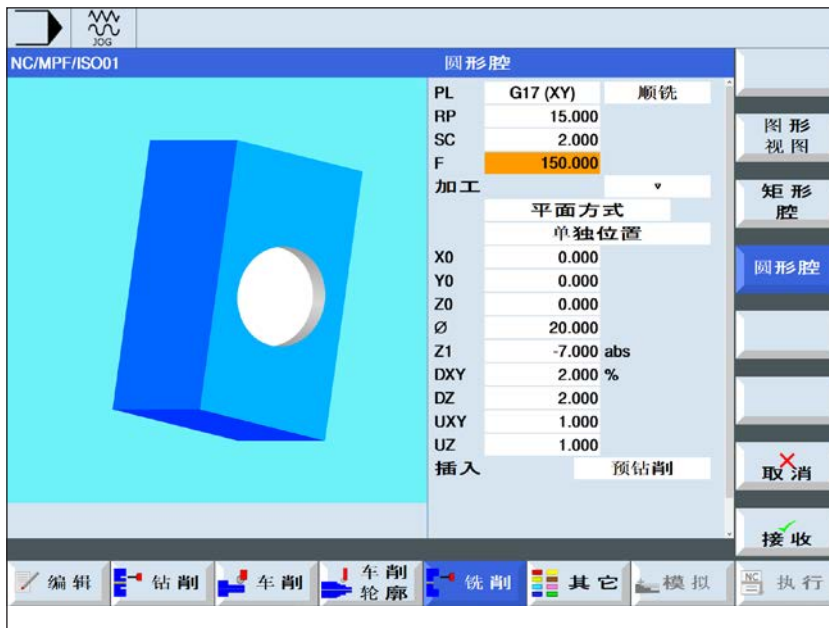 JOG
NC/MPF/ISO01
圆形腔
PL G17 (XY) 顺铣
RP 15.000
SC 2.000
F 150.000
加工 ▿
平面方式
单独位置
X0 0.000
Y0 0.000
Z0 0.000
Ø 20.000
Z1 -7.000 abs
DXY 2.000 %
DZ 2.000
UXY 1.000
UZ 1.000
插入 预钻削
图形
视图
矩形
腔
圆形腔
取消
接收
编辑
钻削
车削
车削
轮廓
铣削
其它
模拟
NC
执行